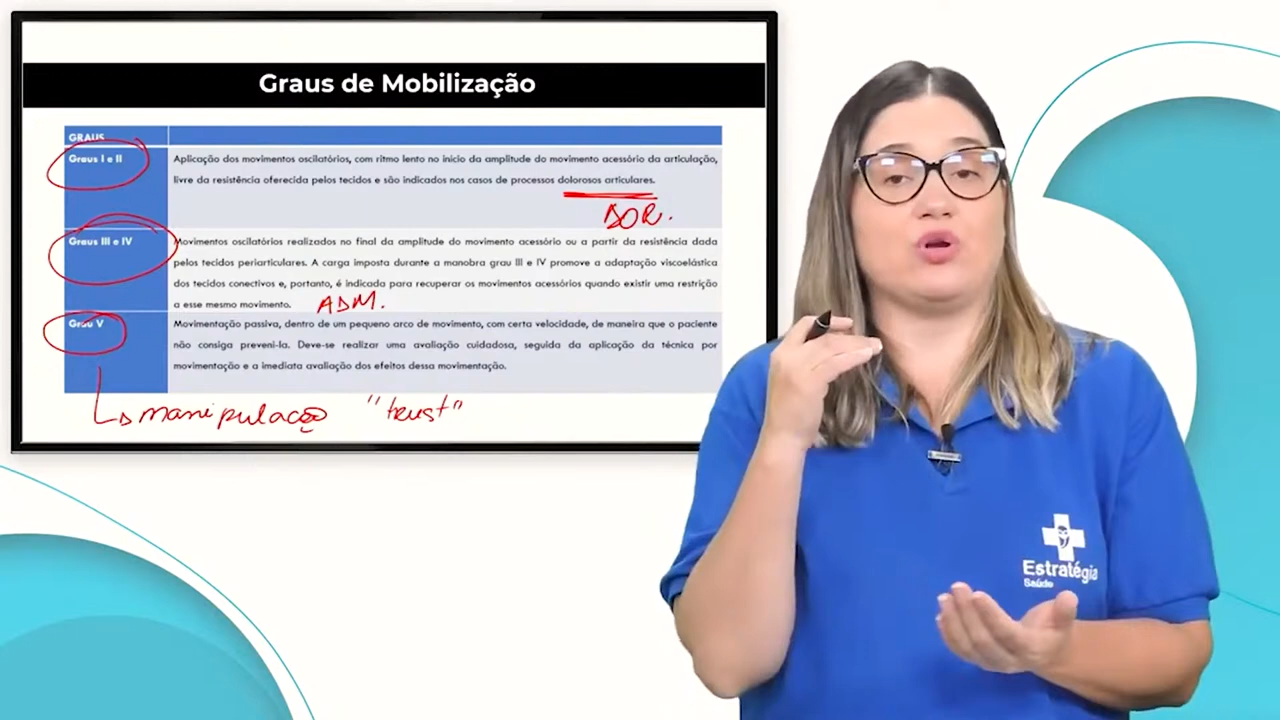 Graus de Mobilização
GRAUS
Graus I e II
Aplicação dos movimentos oscilatórios, com ritmo lento no início da amplitude do movimento acessório da articulação,
livre da resistência oferecida pelos tecidos e são indicados nos casos de processos dolorosos articulares.
DOR.
Graus III e IV
Movimentos oscilatórios realizados no final da amplitude do movimento acessório ou a partir da resistência dada
pelos tecidos periarticulares. A carga imposta durante a manobra grau III e IV promove a adaptação viscoelástica
dos tecidos conectivos e, portanto, é indicada para recuperar os movimentos acessórios quando existir uma restrição
a esse mesmo movimento.
ADM.
Grau V
Movimentação passiva, dentro de um pequeno arco de movimento, com certa velocidade, de maneira que o paciente
não consiga preveni-la. Deve-se realizar uma avaliação cuidadosa, seguida da aplicação da técnica por
movimentação e a imediata avaliação dos efeitos dessa movimentação.
manipulação "trust"
Estratégia
Saúde